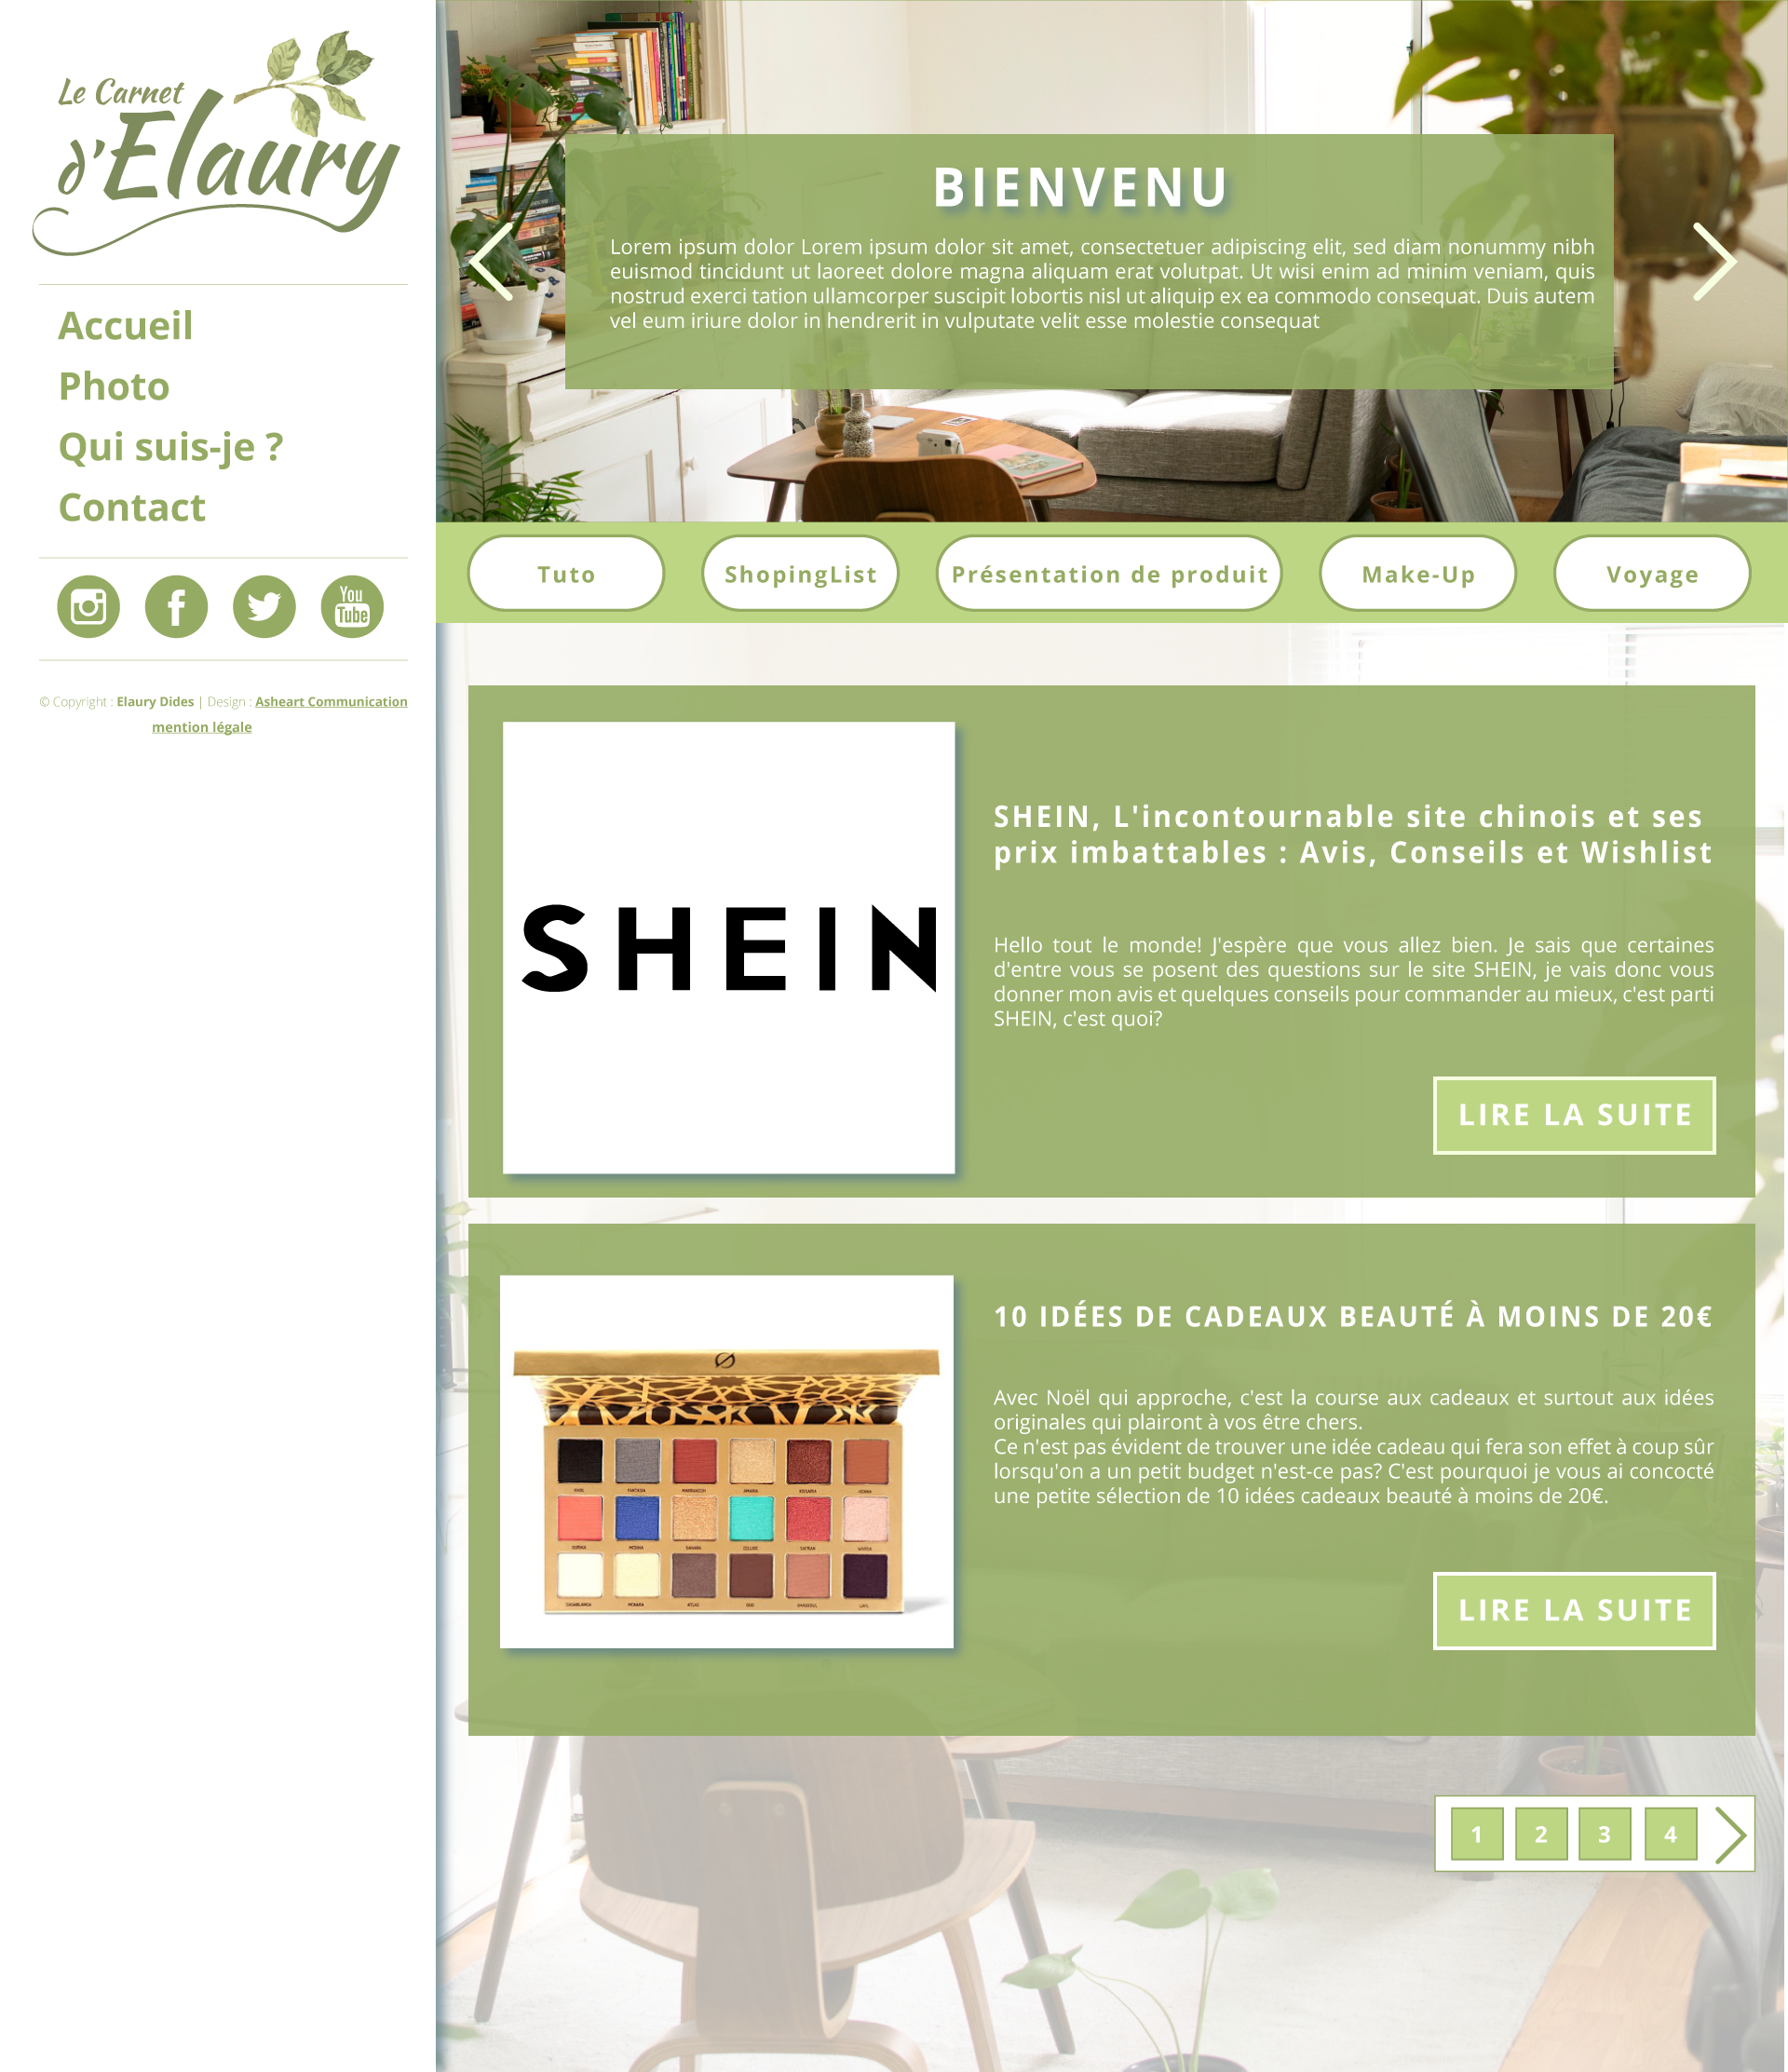 Le Carnet
d'Elaury
Accueil
Photo
Qui suis-je ?
Contact
You
Tube
© Copyright : Elaury Dides | Design : Asheart Communication
mention légale
BIENVENU
Lorem ipsum dolor Lorem ipsum dolor sit amet, consectetuer adipiscing elit, sed diam nonummy nibh
euismod tincidunt ut laoreet dolore magna aliquam erat volutpat. Ut wisi enim ad minim veniam, quis
nostrud exerci tation ullamcorper suscipit lobortis nisl ut aliquip ex ea commodo consequat. Duis autem
vel eum iriure dolor in hendrerit in vulputate velit esse molestie consequat
Tuto
ShopingList
Présentation de produit
Make-Up
Voyage
SHEIN
SHEIN, L'incontournable site chinois et ses
prix imbattables : Avis, Conseils et Wishlist
Hello tout le monde! J'espère que vous allez bien. Je sais que certaines
d'entre vous se posent des questions sur le site SHEIN, je vais donc vous
donner mon avis et quelques conseils pour commander au mieux, c'est parti
SHEIN, c'est quoi?
LIRE LA SUITE
10 IDÉES DE CADEAUX BEAUTÉ À MOINS DE 20€
Avec Noël qui approche, c'est la course aux cadeaux et surtout aux idées
originales qui plairont à vos être chers.
Ce n'est pas évident de trouver une idée cadeau qui fera son effet à coup sûr
lorsqu'on a un petit budget n'est-ce pas? C'est pourquoi je vous ai concocté
une petite sélection de 10 idées cadeaux beauté à moins de 20€.
LIRE LA SUITE
1 2 3 4